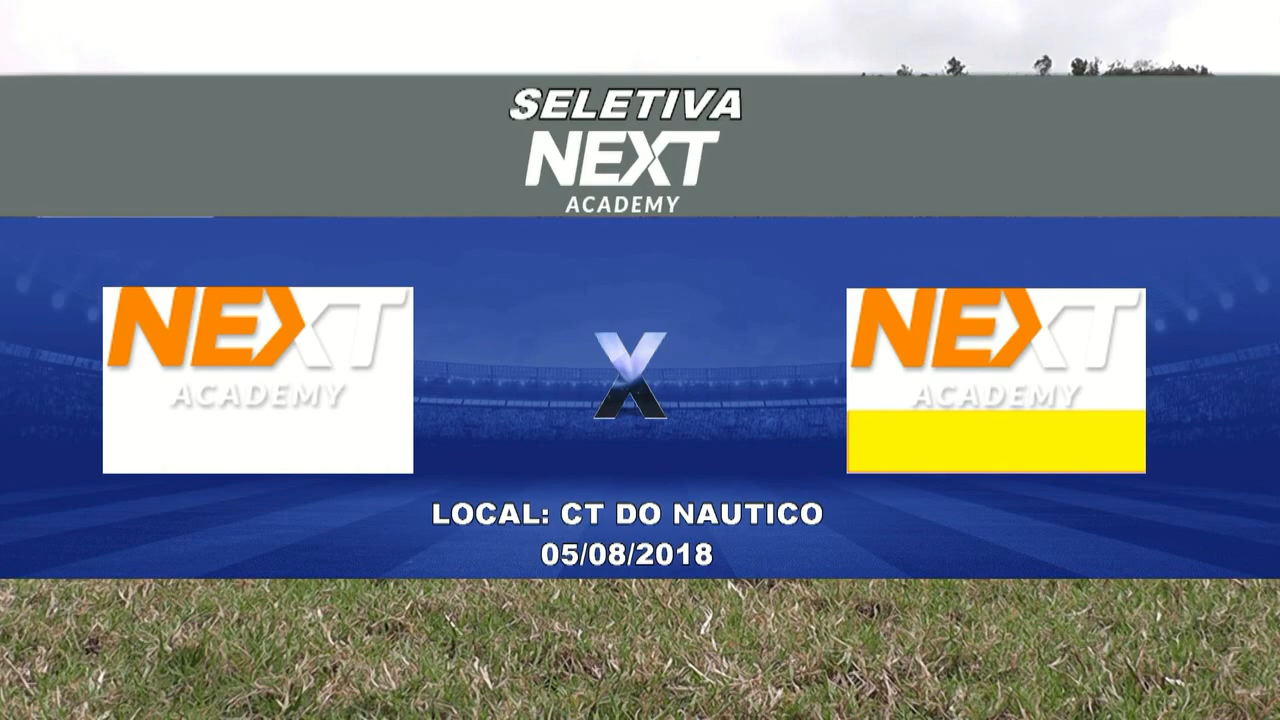 SELETIVA
NEXT
ACADEMY
NEXT
ACADEMY
X
NEXT
ACADEMY
LOCAL: CT DO NAUTICO
05/08/2018